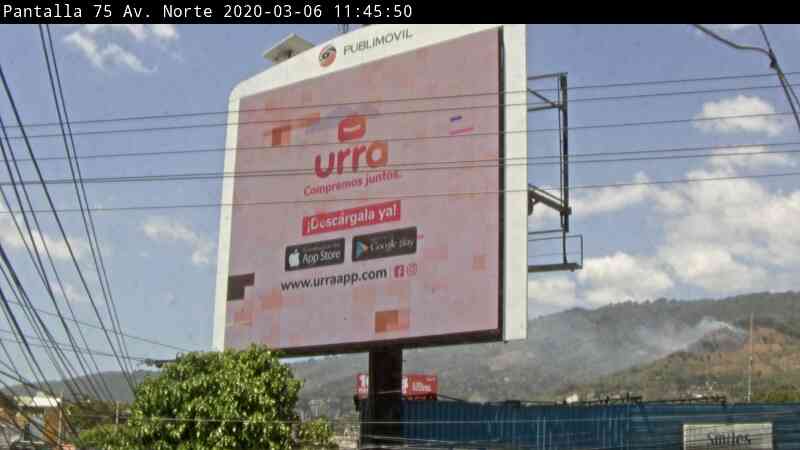 Pantalla 75 Av. Norte 2020-03-06 11:45:50
PUBLIMOVIL
urra
Compremos juntos.
¡Descárgala ya!
App Store
Google play
www.urraapp.com
Smiles